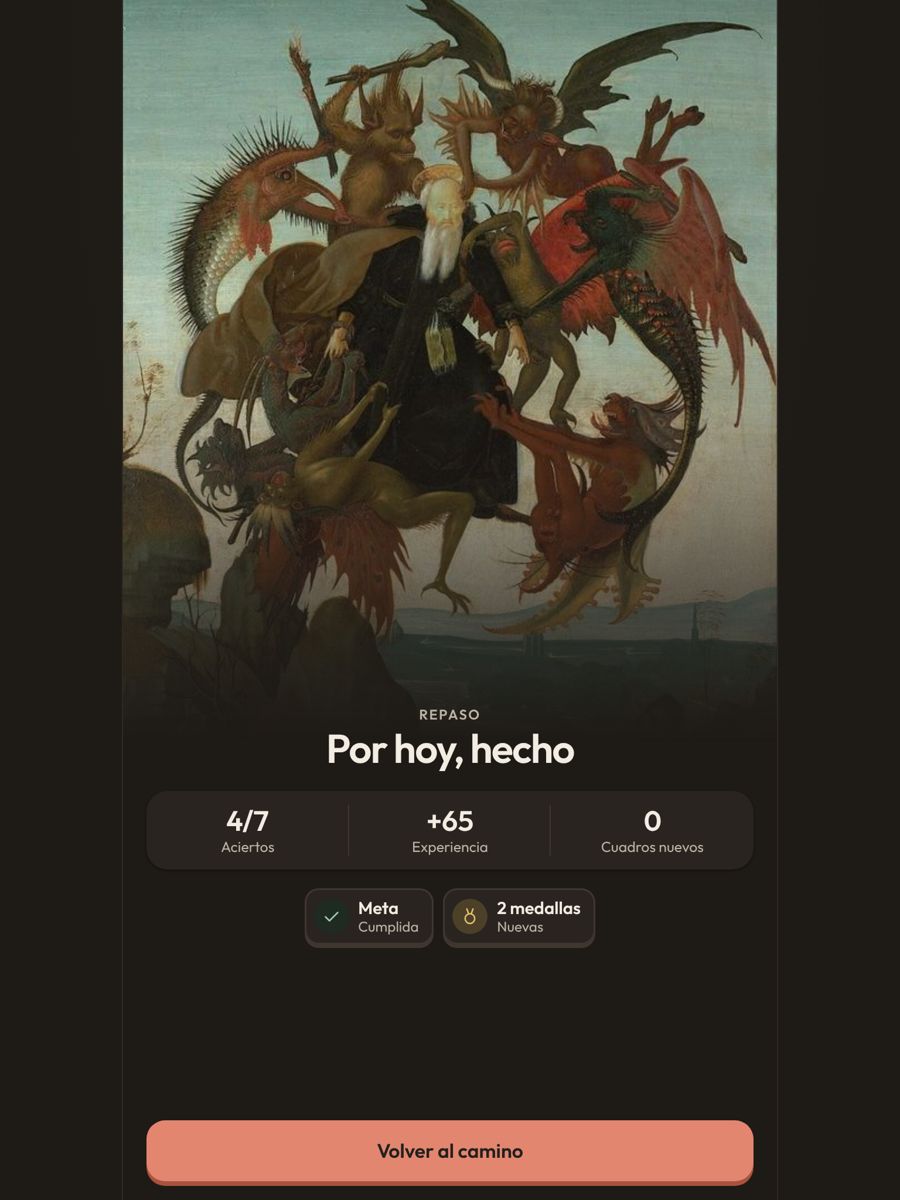 REPASO
Por hoy, hecho
4/7
Aciertos
+65
Experiencia
0
Cuadros nuevos
Meta
Cumplida
2 medallas
Nuevas
Volver al camino